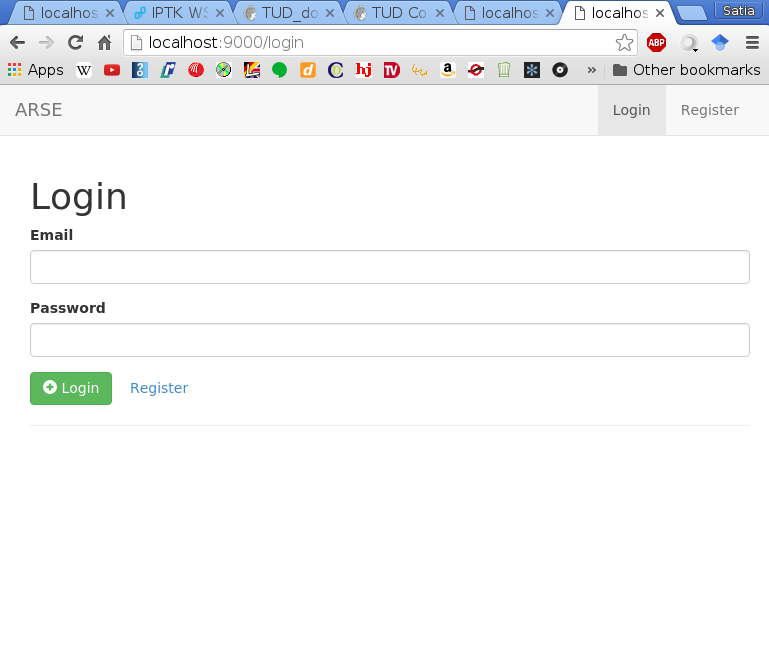 localhos IPTK WS TUD_do TUD Co localhos localhos Satia
localhost:9000/login ABP
Apps W hj TV a » Other bookmarks
ARSE Login Register
Login
Email
Password
Login Register